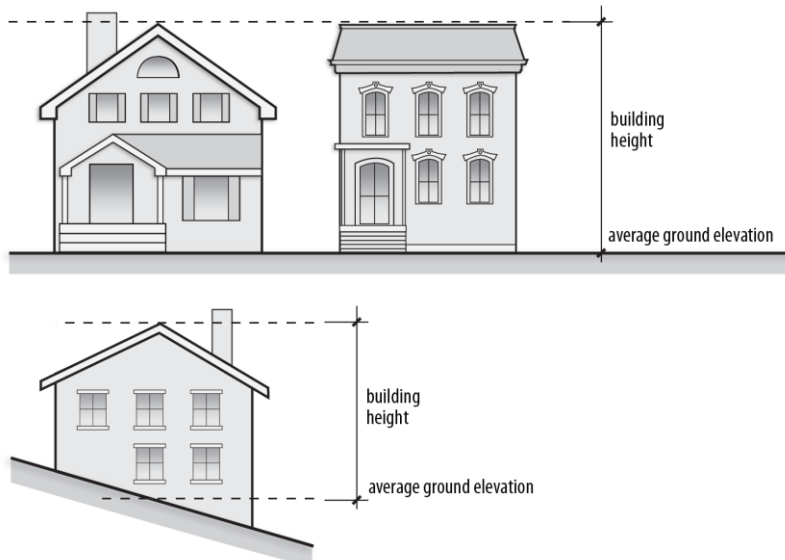 building
height
average ground elevation
building
height
average ground elevation